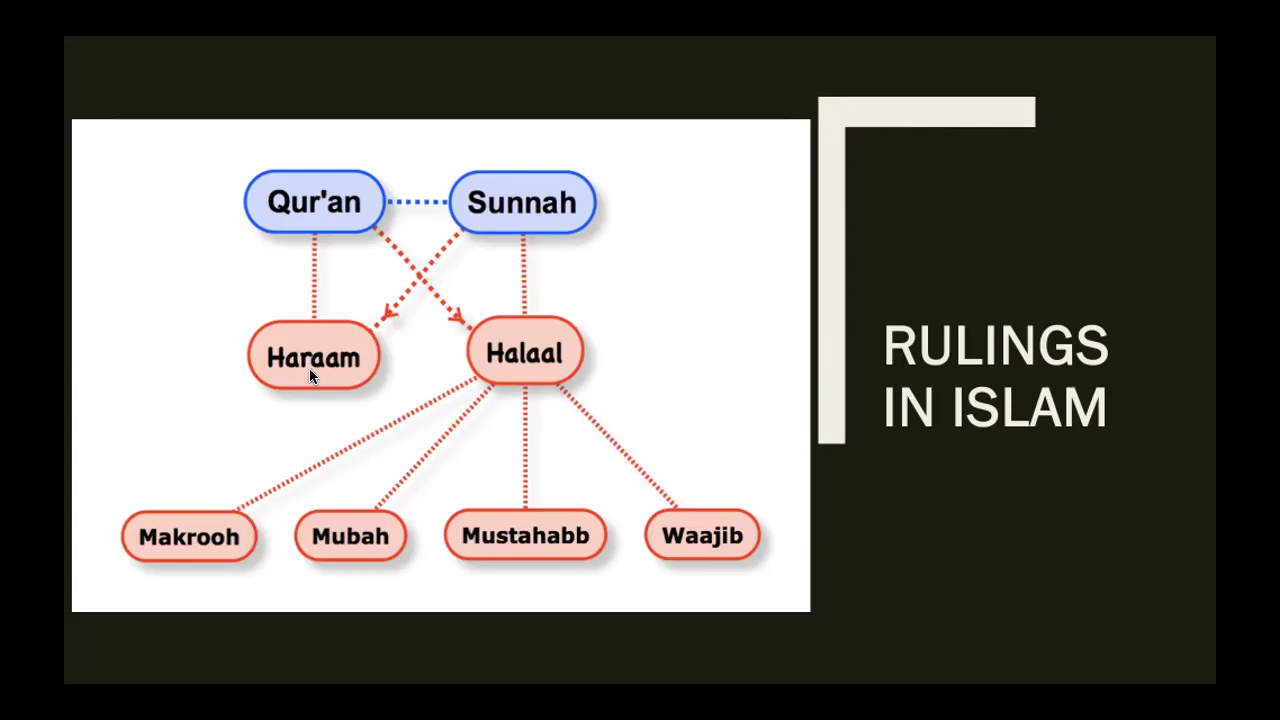 Qur'an
Sunnah
Haraam
Halaal
Makrooh
Mubah
Mustahabb
Waajib
RULINGS
IN ISLAM